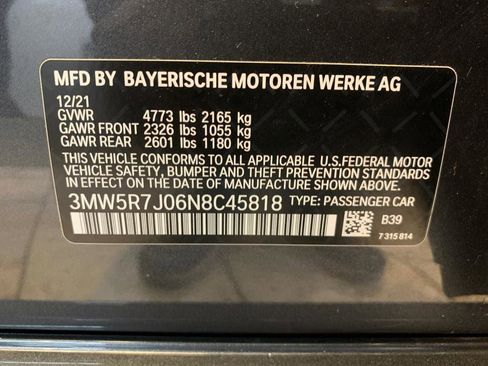 MFD BY BAYERISCHE MOTOREN WERKE AG
12/21
GVWR 4773 lbs 2165 kg
GAWR FRONT 2326 lbs 1055 kg
GAWR REAR 2601 lbs 1180 kg
THIS VEHICLE CONFORMS TO ALL APPLICABLE U.S.FEDERAL MOTOR
VEHICLE SAFETY, BUMPER, AND THEFT PREVENTION STANDARDS IN
EFFECT ON THE DATE OF MANUFACTURE SHOWN ABOVE.
3MW5R7J06N8C45818 TYPE: PASSENGER CAR
B39
7 315 814